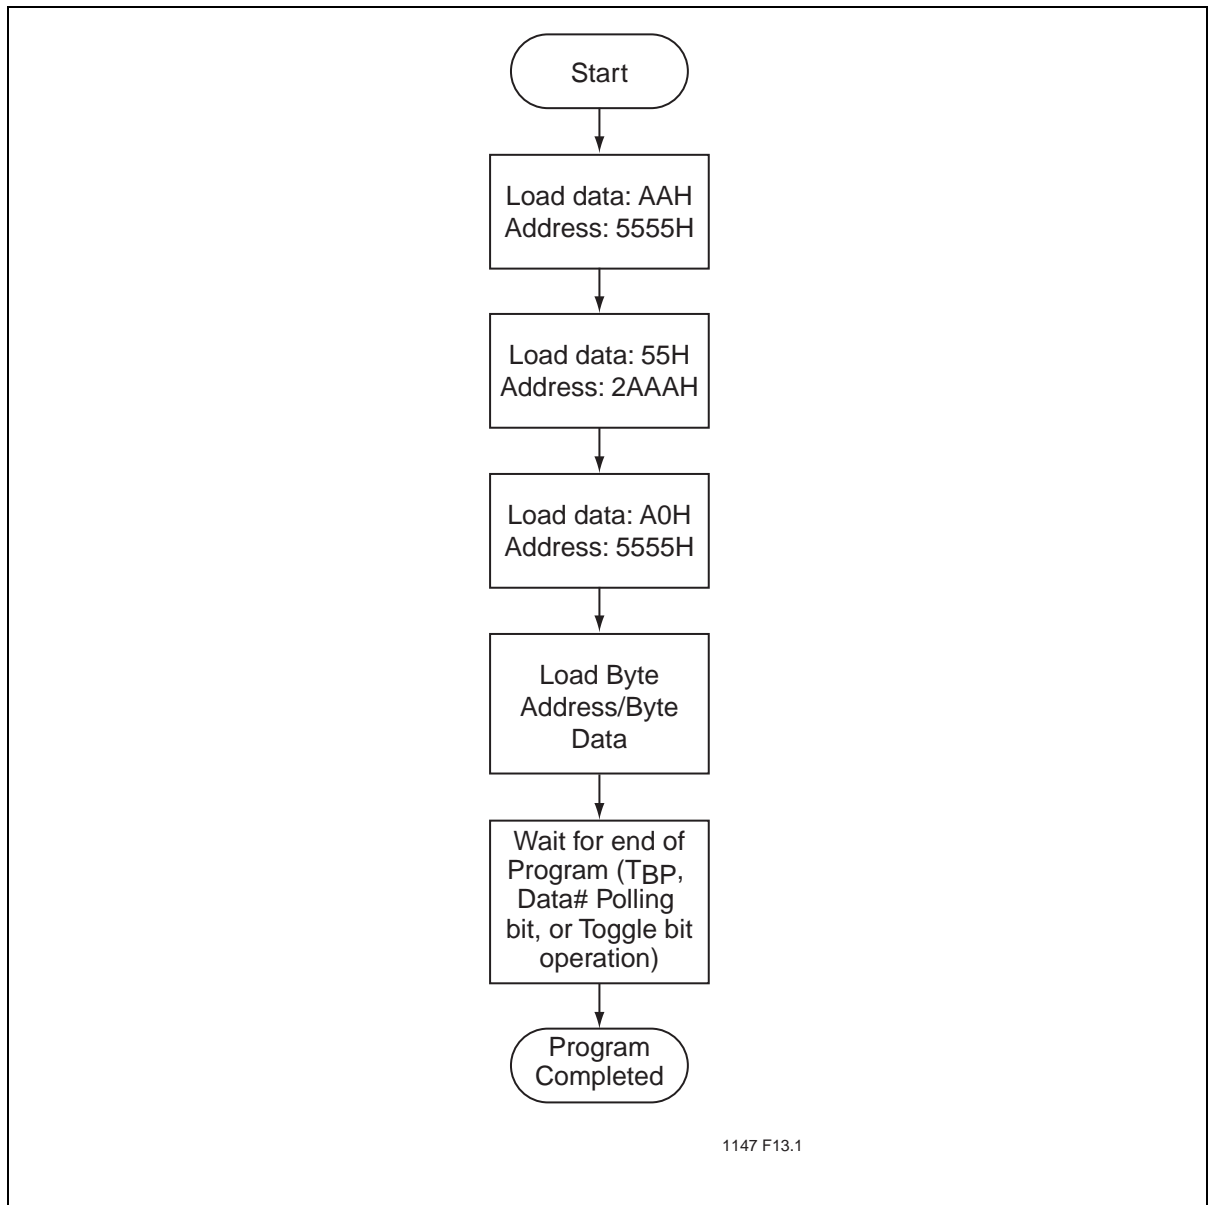 Start
Load data: AAH
Address: 5555H
Load data: 55H
Address: 2AAAH
Load data: A0H
Address: 5555H
Load Byte
Address/Byte
Data
Wait for end of
Program (TBP,
Data# Polling
bit, or Toggle bit
operation)
Program
Completed
1147 F13.1